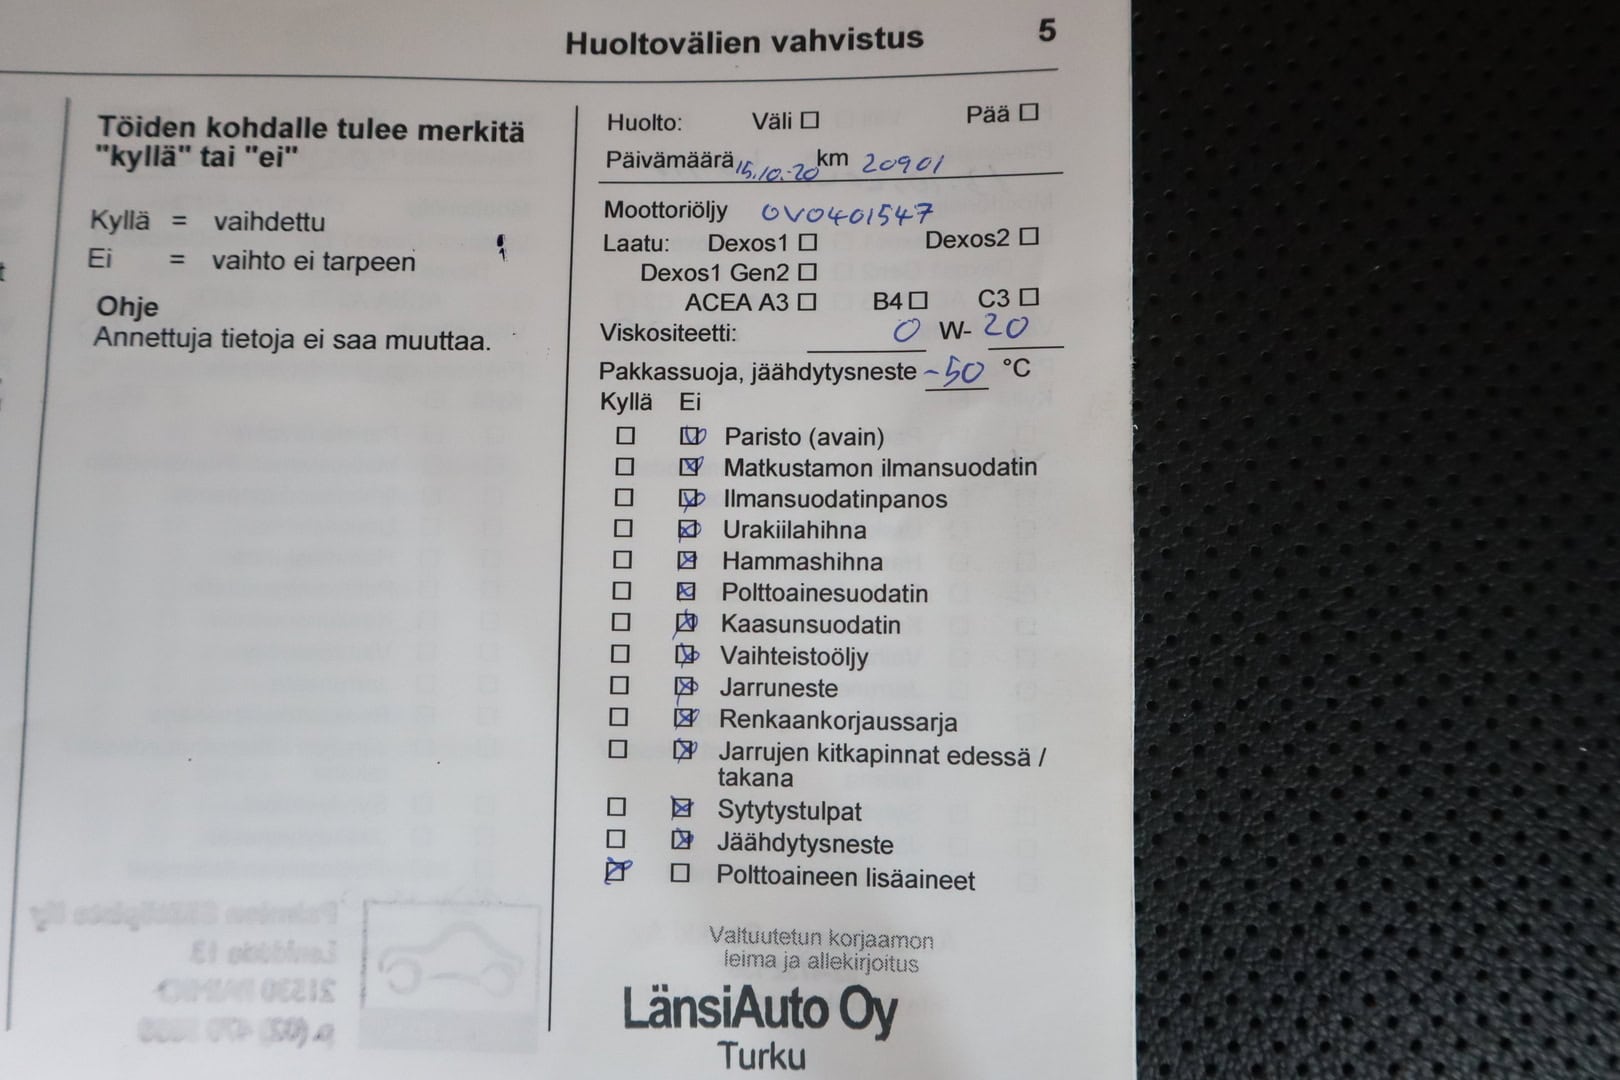 Huoltovälien vahvistus 5
Töiden kohdalle tulee merkitä
"kyllä" tai "ei"
Kyllä = vaihdettu
Ei = vaihto ei tarpeen
Ohje
Annettuja tietoja ei saa muuttaa.
Huolto: Väli ☐ Pää ☐
Päivämäärä 15.10.-20 km 20901
Moottoriöljy OVO401547
Laatu: Dexos1 ☐ Dexos2 ☐
Dexos1 Gen2 ☐
ACEA A3 ☐ B4 ☐ C3 ☐
Viskositeetti: 0 W- 20
Pakkassuoja, jäähdytysneste -50 °C
Kyllä Ei
☐ ☒ Paristo (avain)
☐ ☒ Matkustamon ilmansuodatin
☐ ☒ Ilmansuodatinpanos
☐ ☒ Urakiilahihna
☐ ☒ Hammashihna
☐ ☒ Polttoainesuodatin
☐ ☒ Kaasunsuodatin
☐ ☒ Vaihteistoöljy
☐ ☒ Jarruneste
☐ ☒ Renkaankorjaussarja
☐ ☒ Jarrujen kitkapinnat edessä /
takana
☐ ☒ Sytytystulpat
☐ ☒ Jäähdytysneste
☒ ☐ Polttoaineen lisäaineet
Valtuutetun korjaamon
leima ja allekirjoitus
LänsiAuto Oy
Turku